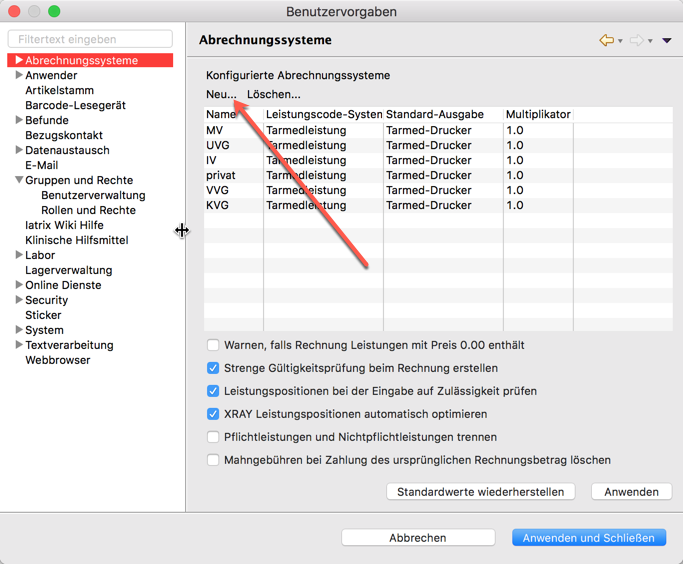 Benutzervorgaben
Filtertext eingeben
Abrechnungssysteme
Anwender
Artikelstamm
Barcode-Lesegerät
Befunde
Bezugskontakt
Datenaustausch
E-Mail
Gruppen und Rechte
Benutzerverwaltung
Rollen und Rechte
Iatrix Wiki Hilfe
Klinische Hilfsmittel
Labor
Lagerverwaltung
Online Dienste
Security
Sticker
System
Textverarbeitung
Webbrowser
Abrechnungssysteme
Konfigurierte Abrechnungssysteme
Neu... Löschen...
Name Leistungscode-System Standard-Ausgabe Multiplikator
MV Tarmedleistung Tarmed-Drucker 1.0
UVG Tarmedleistung Tarmed-Drucker 1.0
IV Tarmedleistung Tarmed-Drucker 1.0
privat Tarmedleistung Tarmed-Drucker 1.0
VVG Tarmedleistung Tarmed-Drucker 1.0
KVG Tarmedleistung Tarmed-Drucker 1.0
Warnen, falls Rechnung Leistungen mit Preis 0.00 enthält
Strenge Gültigkeitsprüfung beim Rechnung erstellen
Leistungspositionen bei der Eingabe auf Zulässigkeit prüfen
XRAY Leistungspositionen automatisch optimieren
Pflichtleistungen und Nichtpflichtleistungen trennen
Mahngebühren bei Zahlung des ursprünglichen Rechnungsbetrag löschen
Standardwerte wiederherstellen Anwenden
Abbrechen Anwenden und Schließen